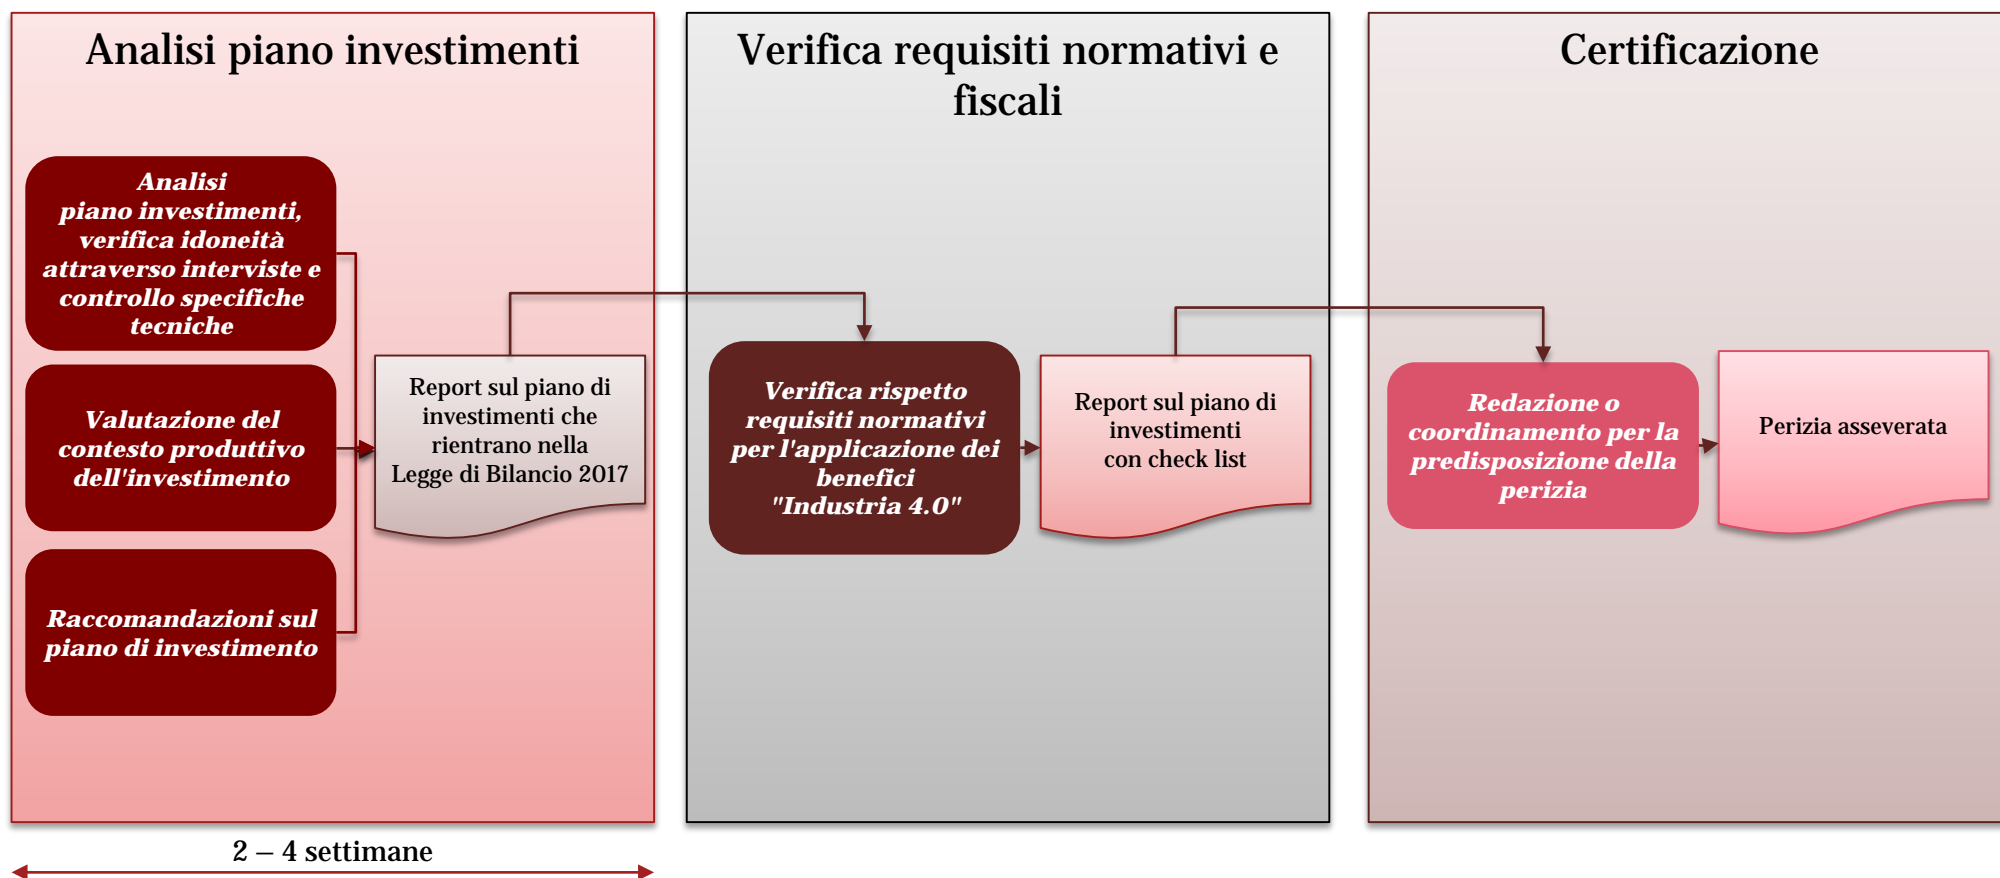 Analisi piano investimenti
Analisi
piano investimenti,
verifica idoneità
attraverso interviste e
controllo specifiche
tecniche
Valutazione del
contesto produttivo
dell'investimento
Raccomandazioni sul
piano di investimento
Report sul piano di
investimenti che
rientrano nella
Legge di Bilancio 2017
2 – 4 settimane
Verifica requisiti normativi e
fiscali
Verifica rispetto
requisiti normativi
per l'applicazione dei
benefici
"Industria 4.0"
Report sul piano di
investimenti
con check list
Certificazione
Redazione o
coordinamento per la
predisposizione della
perizia
Perizia asseverata